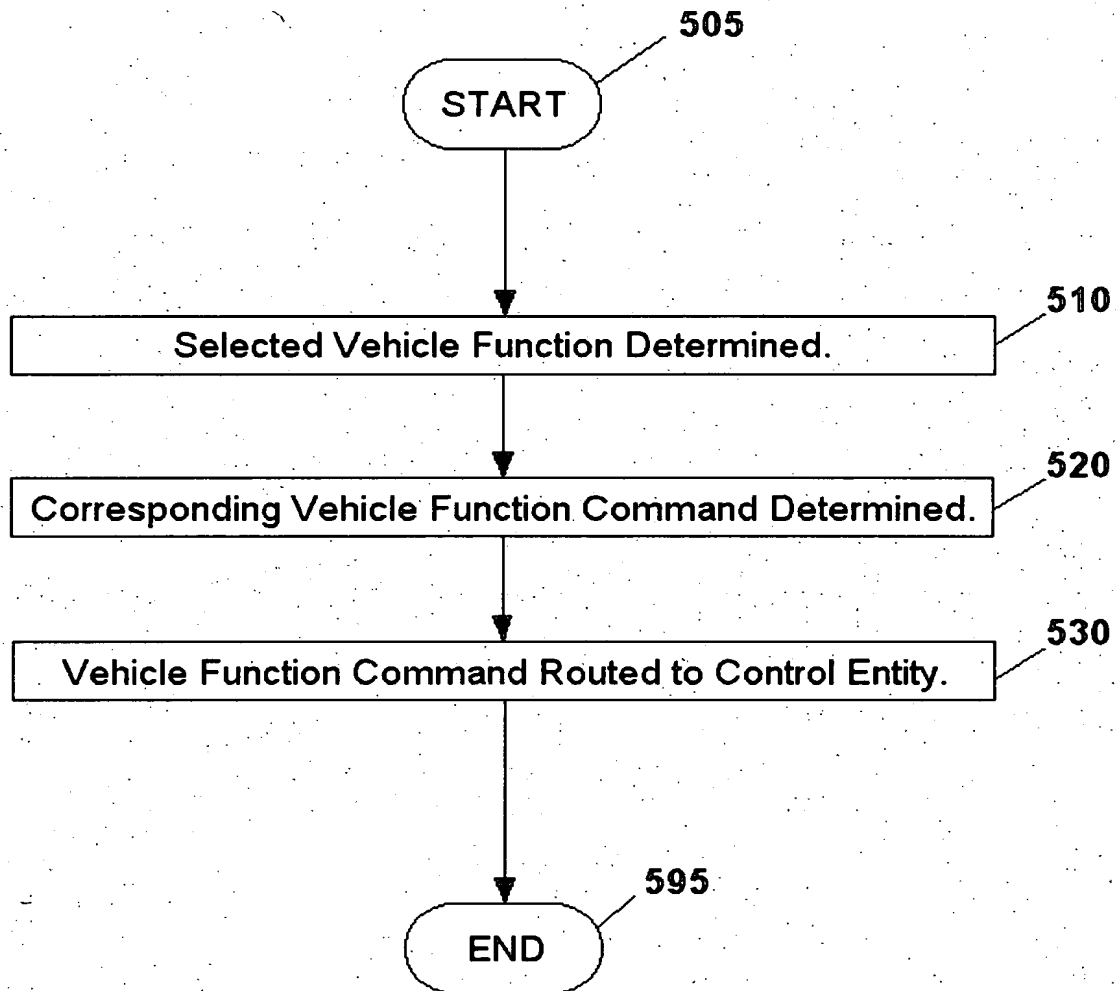 505
START
510
Selected Vehicle Function Determined.
520
Corresponding Vehicle Function Command Determined.
530
Vehicle Function Command Routed to Control Entity.
595
END